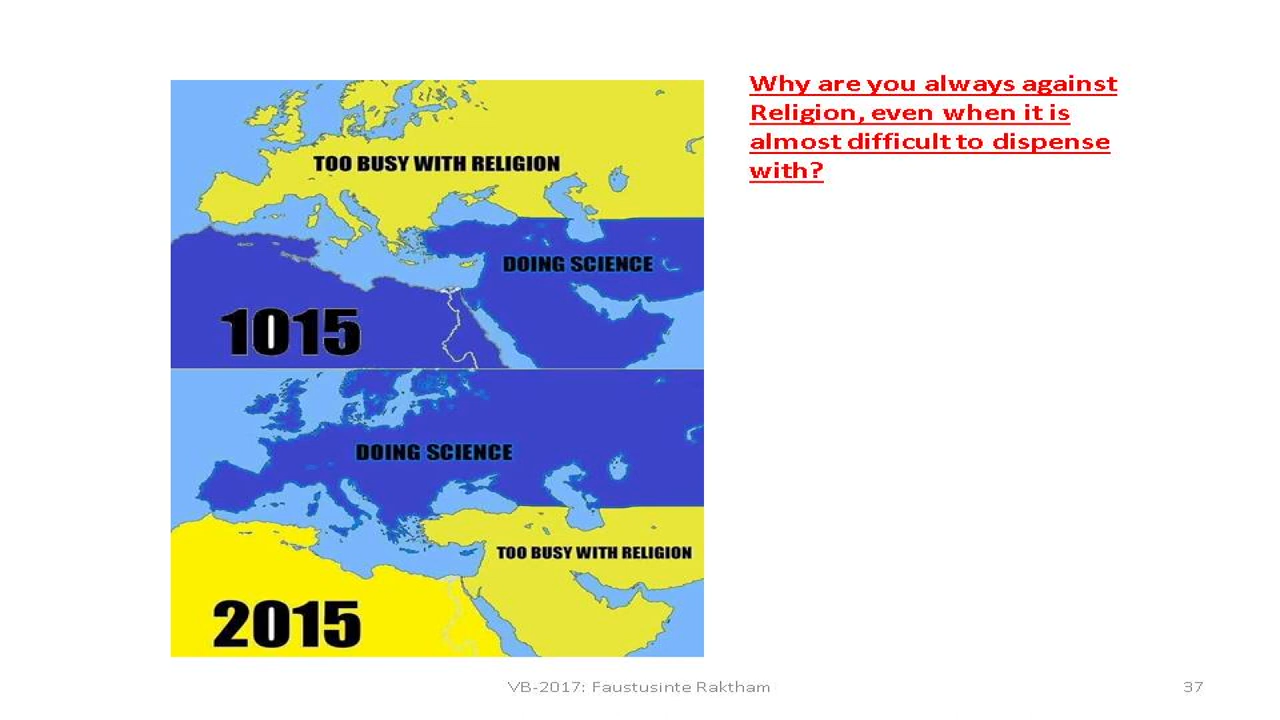 Why are you always against
Religion, even when it is
almost difficult to dispense
with?
TOO BUSY WITH RELIGION
DOING SCIENCE
1015
DOING SCIENCE
TOO BUSY WITH RELIGION
2015
VB-2017: Faustusinte Raktham
37